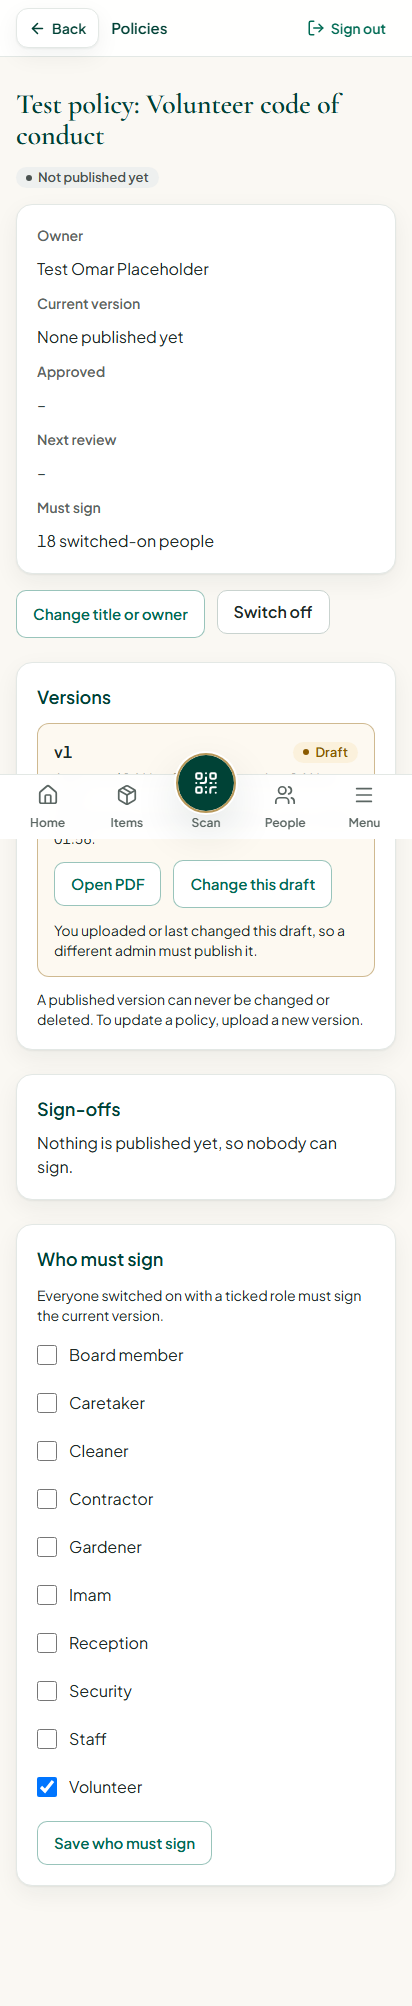 Back
Policies
Sign out
Test policy: Volunteer code of
conduct
Not published yet
Owner
Test Omar Placeholder
Current version
None published yet
Approved
–
Next review
–
Must sign
18 switched-on people
Change title or owner
Switch off
Versions
v1
Draft
Home
Items
Scan
People
Menu
01:58.
Open PDF
Change this draft
You uploaded or last changed this draft, so a
different admin must publish it.
A published version can never be changed or
deleted. To update a policy, upload a new version.
Sign-offs
Nothing is published yet, so nobody can
sign.
Who must sign
Everyone switched on with a ticked role must sign
the current version.
Board member
Caretaker
Cleaner
Contractor
Gardener
Imam
Reception
Security
Staff
Volunteer
Save who must sign